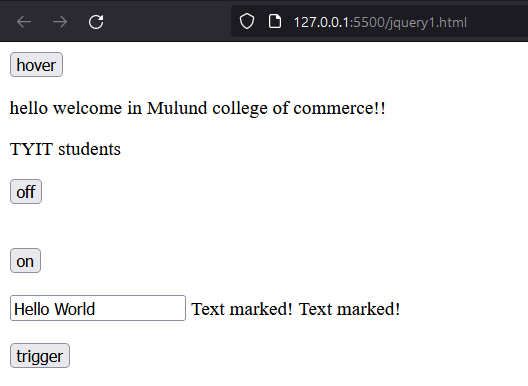 127.0.0.1:5500/jquery1.html
hover
hello welcome in Mulund college of commerce!!
TYIT students
off
on
Hello World Text marked! Text marked!
trigger